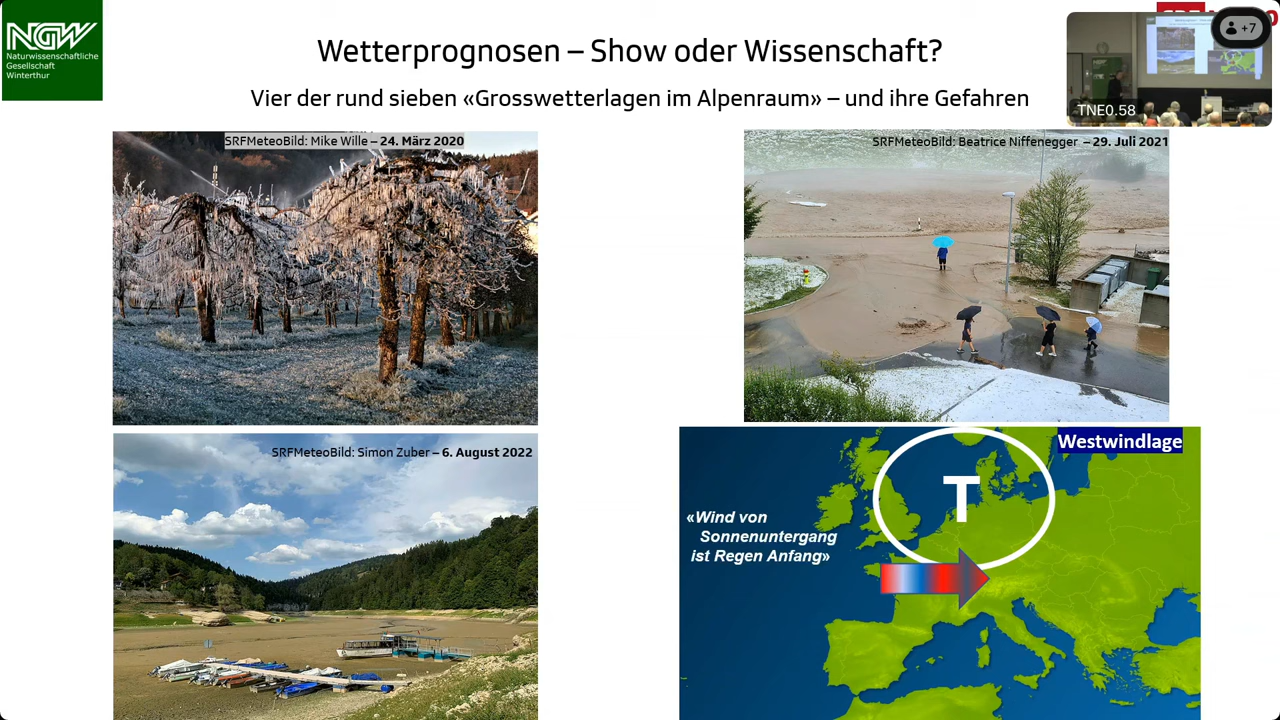 NGW
Naturwissenschaftliche
Gesellschaft
Winterthur
Wetterprognosen – Show oder Wissenschaft?
Vier der rund sieben «Grosswetterlagen im Alpenraum» – und ihre Gefahren
+7
TNE0.58
SRFMeteoBild: Mike Wille – 24. März 2020
SRFMeteoBild: Beatrice Niffenegger – 29. Juli 2021
SRFMeteoBild: Simon Zuber – 6. August 2022
Westwindlage
T
«Wind von
Sonnenuntergang
ist Regen Anfang»